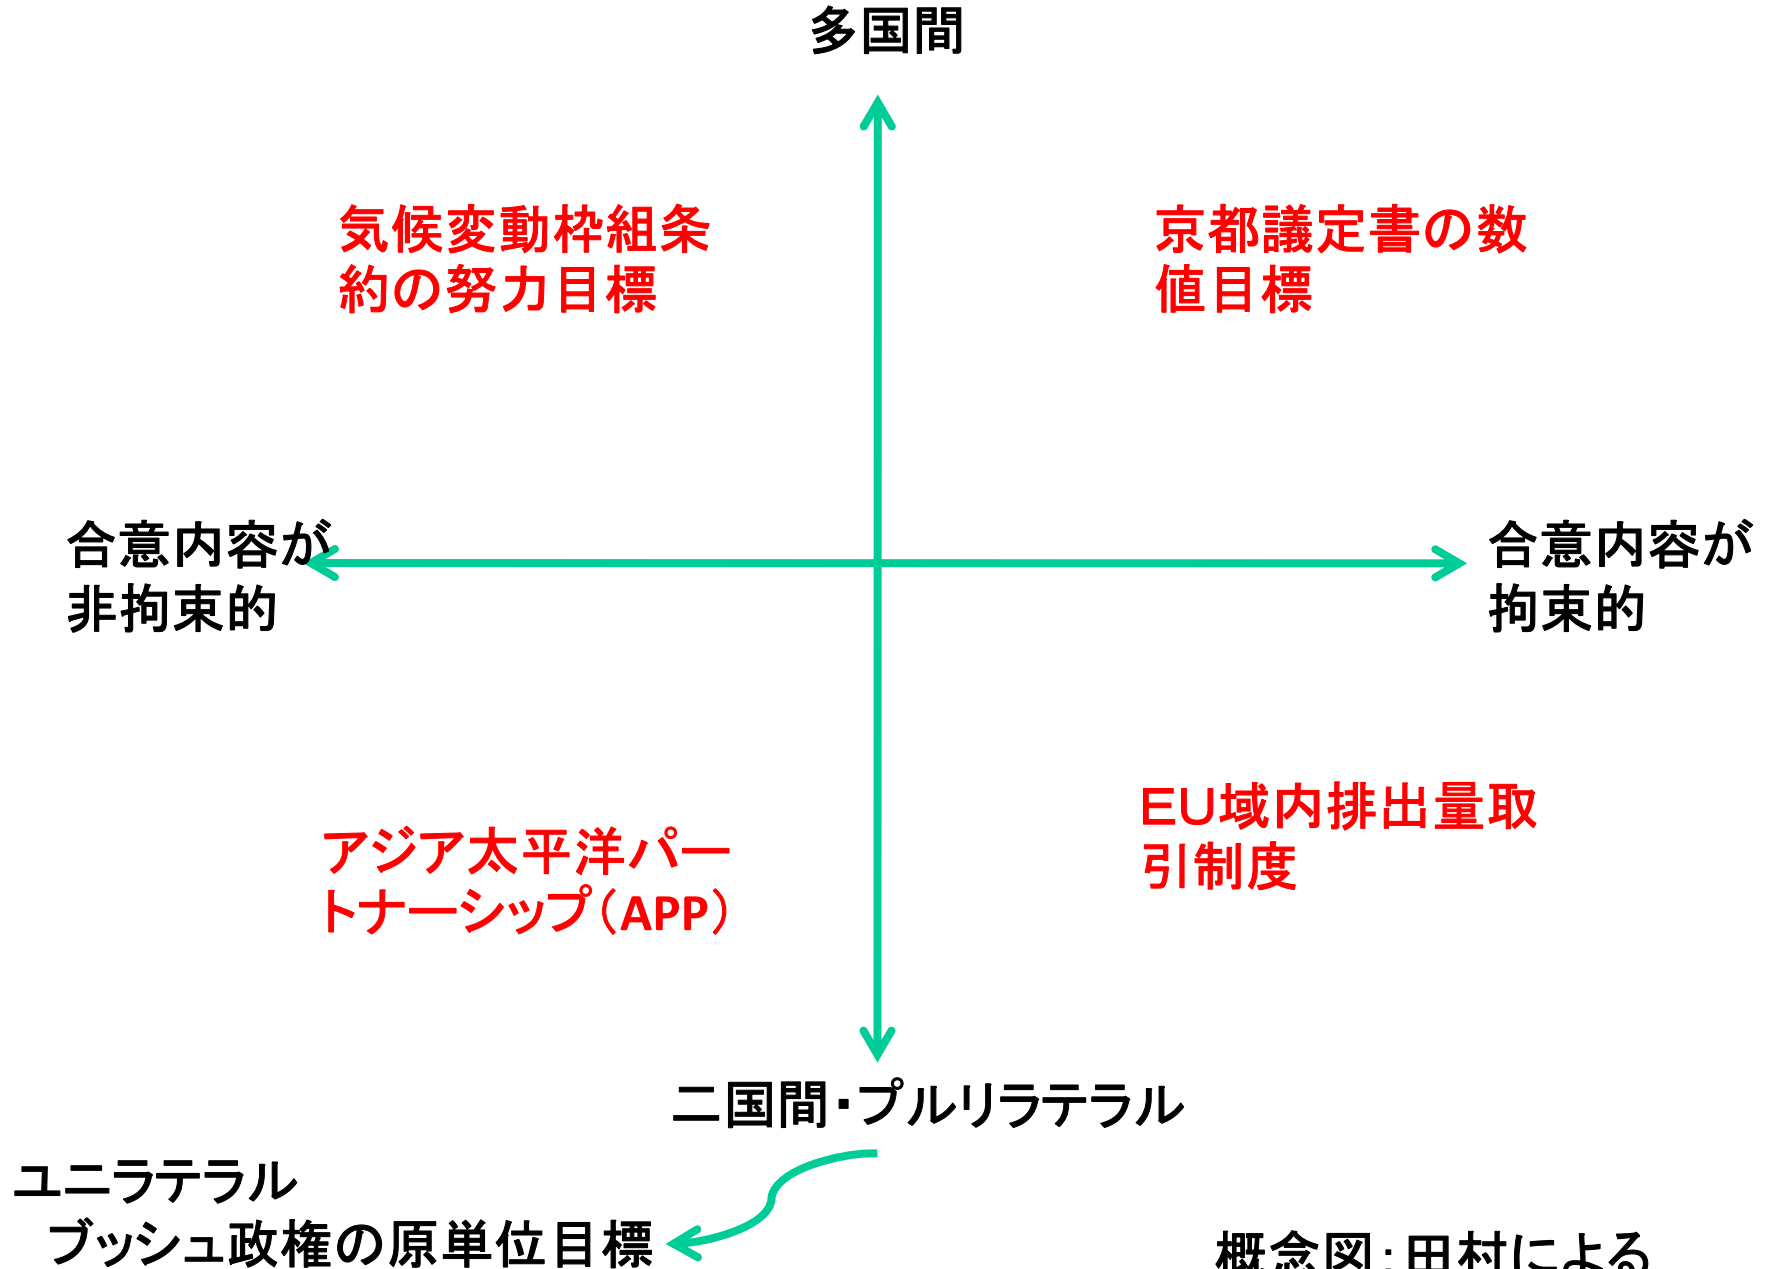 多国間
気候変動枠組条
約の努力目標
京都議定書の数
値目標
合意内容が
非拘束的
合意内容が
拘束的
アジア太平洋パー
トナーシップ(APP)
EU域内排出量取
引制度
二国間・プルリラテラル
ユニラテラル
ブッシュ政権の原単位目標
概念図:田村による